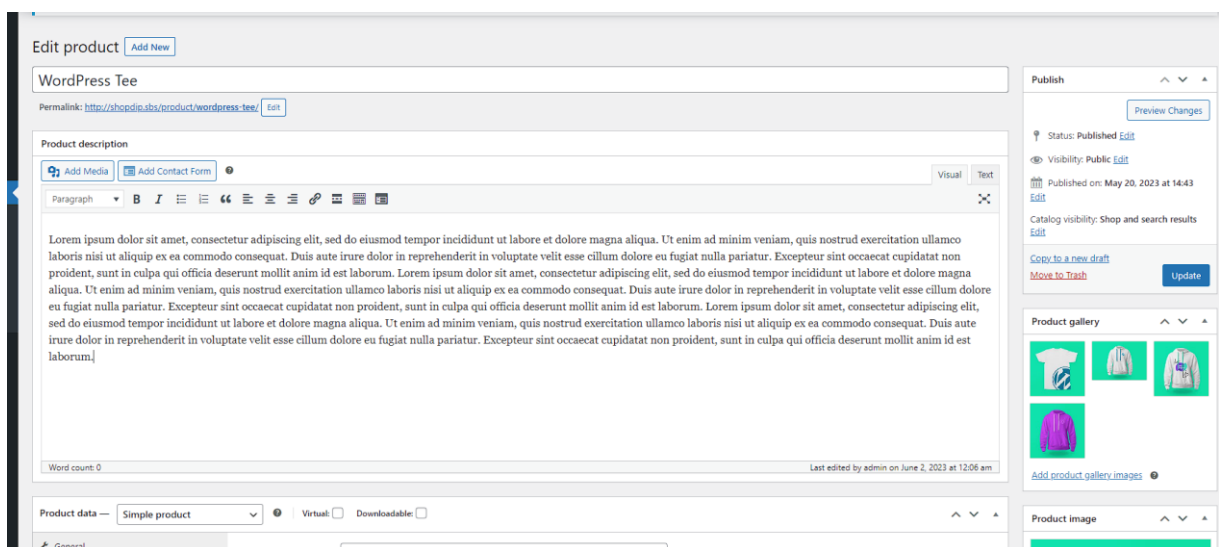 Edit product Add New
WordPress Tee
Permalink: http://shopdip.sbs/product/wordpress-tee/ Edit
Product description
Add Media Add Contact Form
Visual Text
Paragraph B I
Lorem ipsum dolor sit amet, consectetur adipiscing elit, sed do eiusmod tempor incididunt ut labore et dolore magna aliqua. Ut enim ad minim veniam, quis nostrud exercitation ullamco
laboris nisi ut aliquip ex ea commodo consequat. Duis aute irure dolor in reprehenderit in voluptate velit esse cillum dolore eu fugiat nulla pariatur. Excepteur sint occaecat cupidatat non
proident, sunt in culpa qui officia deserunt mollit anim id est laborum. Lorem ipsum dolor sit amet, consectetur adipiscing elit, sed do eiusmod tempor incididunt ut labore et dolore magna
aliqua. Ut enim ad minim veniam, quis nostrud exercitation ullamco laboris nisi ut aliquip ex ea commodo consequat. Duis aute irure dolor in reprehenderit in voluptate velit esse cillum dolore
eu fugiat nulla pariatur. Excepteur sint occaecat cupidatat non proident, sunt in culpa qui officia deserunt mollit anim id est laborum. Lorem ipsum dolor sit amet, consectetur adipiscing elit,
sed do eiusmod tempor incididunt ut labore et dolore magna aliqua. Ut enim ad minim veniam, quis nostrud exercitation ullamco laboris nisi ut aliquip ex ea commodo consequat. Duis aute
irure dolor in reprehenderit in voluptate velit esse cillum dolore eu fugiat nulla pariatur. Excepteur sint occaecat cupidatat non proident, sunt in culpa qui officia deserunt mollit anim id est
laborum.
Word count: 0
Last edited by admin on June 2, 2023 at 12:06 am
Product data — Simple product Virtual: Downloadable:
General
Publish
Preview Changes
Status: Published Edit
Visibility: Public Edit
Published on: May 20, 2023 at 14:43
Edit
Catalog visibility: Shop and search results
Edit
Copy to a new draft
Move to Trash
Update
Product gallery
Add product gallery images
Product image